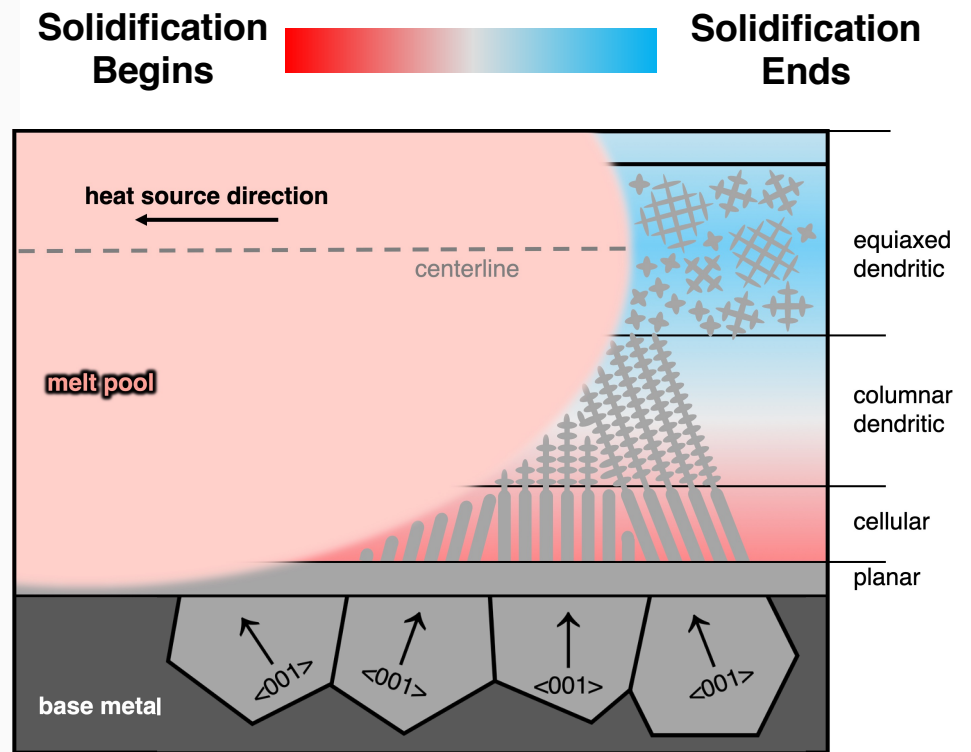 Solidification
Begins
Solidification
Ends
heat source direction
centerline
melt pool
equiaxed
dendritic
columnar
dendritic
cellular
planar
<001>
<001>
<001>
<001>
base metal